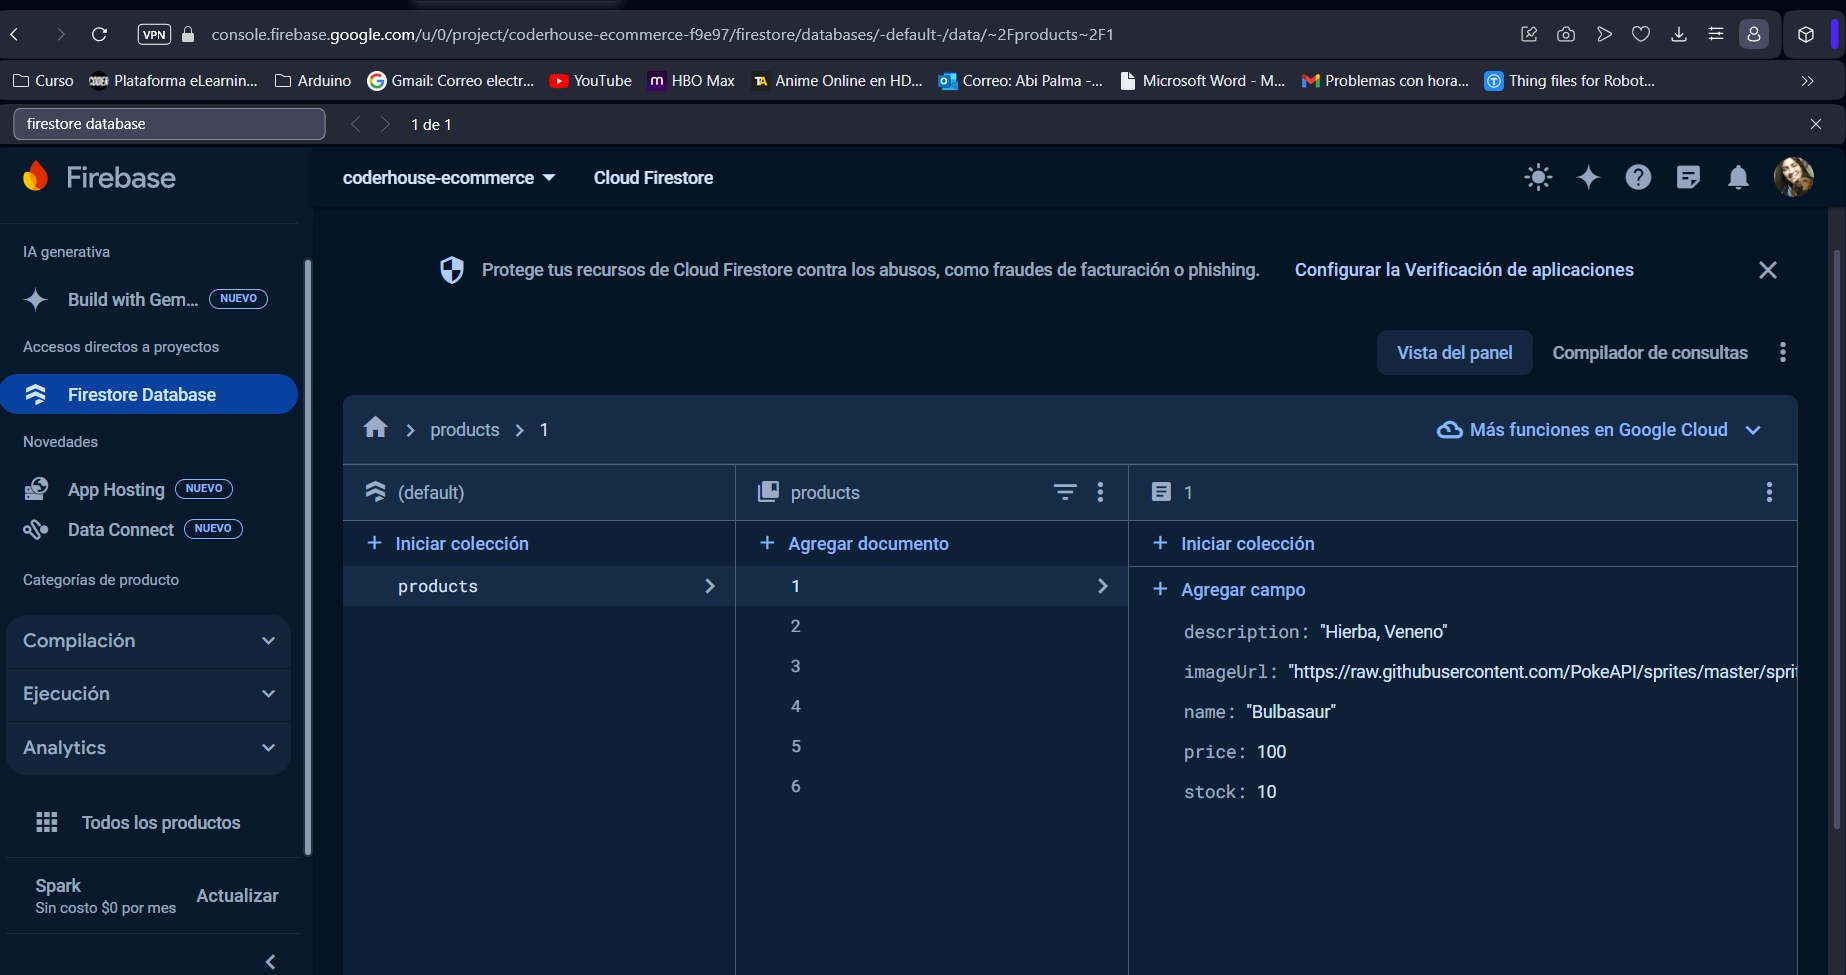 VPN
console.firebase.google.com/u/0/project/coderhouse-ecommerce-f9e97/firestore/databases/-default-/data/~2Fproducts~2F1
Curso
CODER
Plataforma eLearnin...
Arduino
Gmail: Correo electr...
YouTube
m HBO Max
TA Anime Online en HD...
Correo: Abi Palma -...
Microsoft Word - M...
Problemas con hora...
Thing files for Robot...
firestore database
1 de 1
Firebase
coderhouse-ecommerce
Cloud Firestore
IA generativa
Build with Gem... NUEVO
Accesos directos a proyectos
Firestore Database
Novedades
App Hosting NUEVO
Data Connect NUEVO
Categorías de producto
Compilación
Ejecución
Analytics
Todos los productos
Spark
Sin costo $0 por mes
Actualizar
Protege tus recursos de Cloud Firestore contra los abusos, como fraudes de facturación o phishing.
Configurar la Verificación de aplicaciones
Vista del panel
Compilador de consultas
products > 1
Más funciones en Google Cloud
(default)
+ Iniciar colección
products
products
+ Agregar documento
1
2
3
4
5
6
1
+ Iniciar colección
+ Agregar campo
description: "Hierba, Veneno"
imageUrl: "https://raw.githubusercontent.com/PokeAPI/sprites/master/spri
name: "Bulbasaur"
price: 100
stock: 10